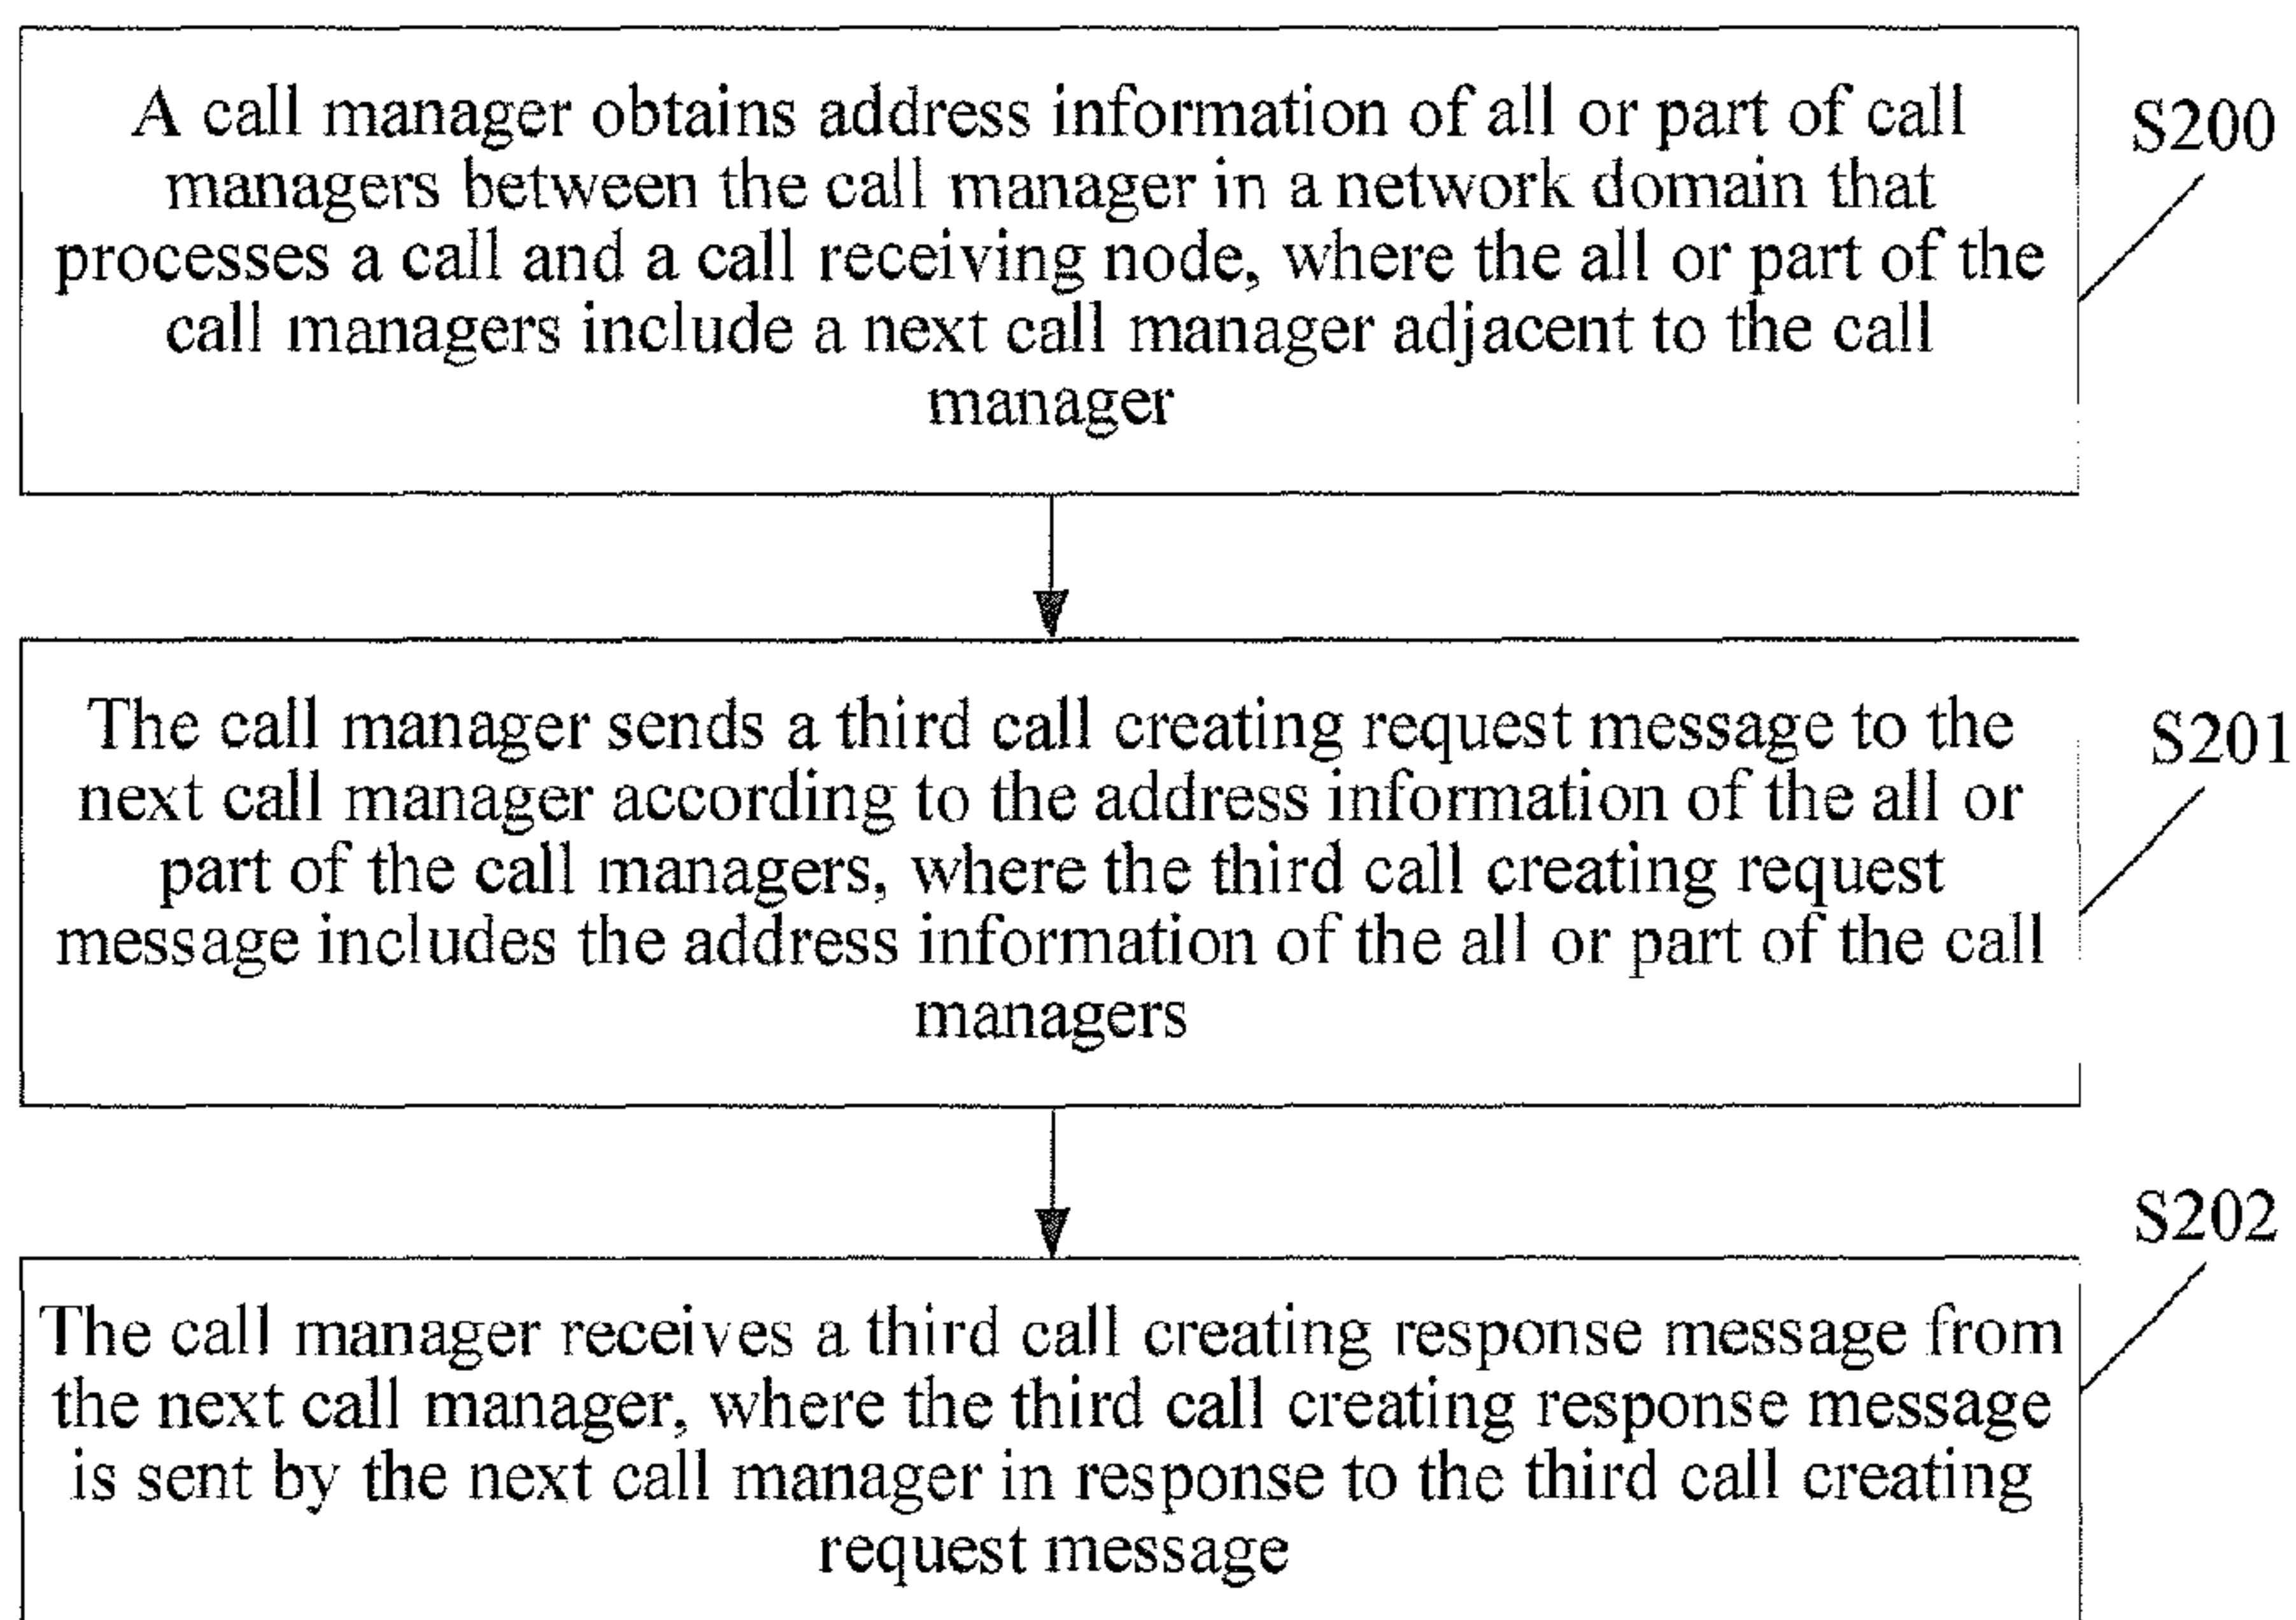 A call manager obtains address information of all or part of call
managers between the call manager in a network domain that
processes a call and a call receiving node, where the all or part of the
call managers include a next call manager adjacent to the call
manager
S200
The call manager sends a third call creating request message to the
next call manager according to the address information of the all or
part of the call managers, where the third call creating request
message includes the address information of the all or part of the call
managers
S201
The call manager receives a third call creating response message from
the next call manager, where the third call creating response message
is sent by the next call manager in response to the third call creating
request message
S202